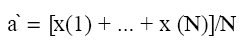 a` = [x(1) + ... + x (N)]/N